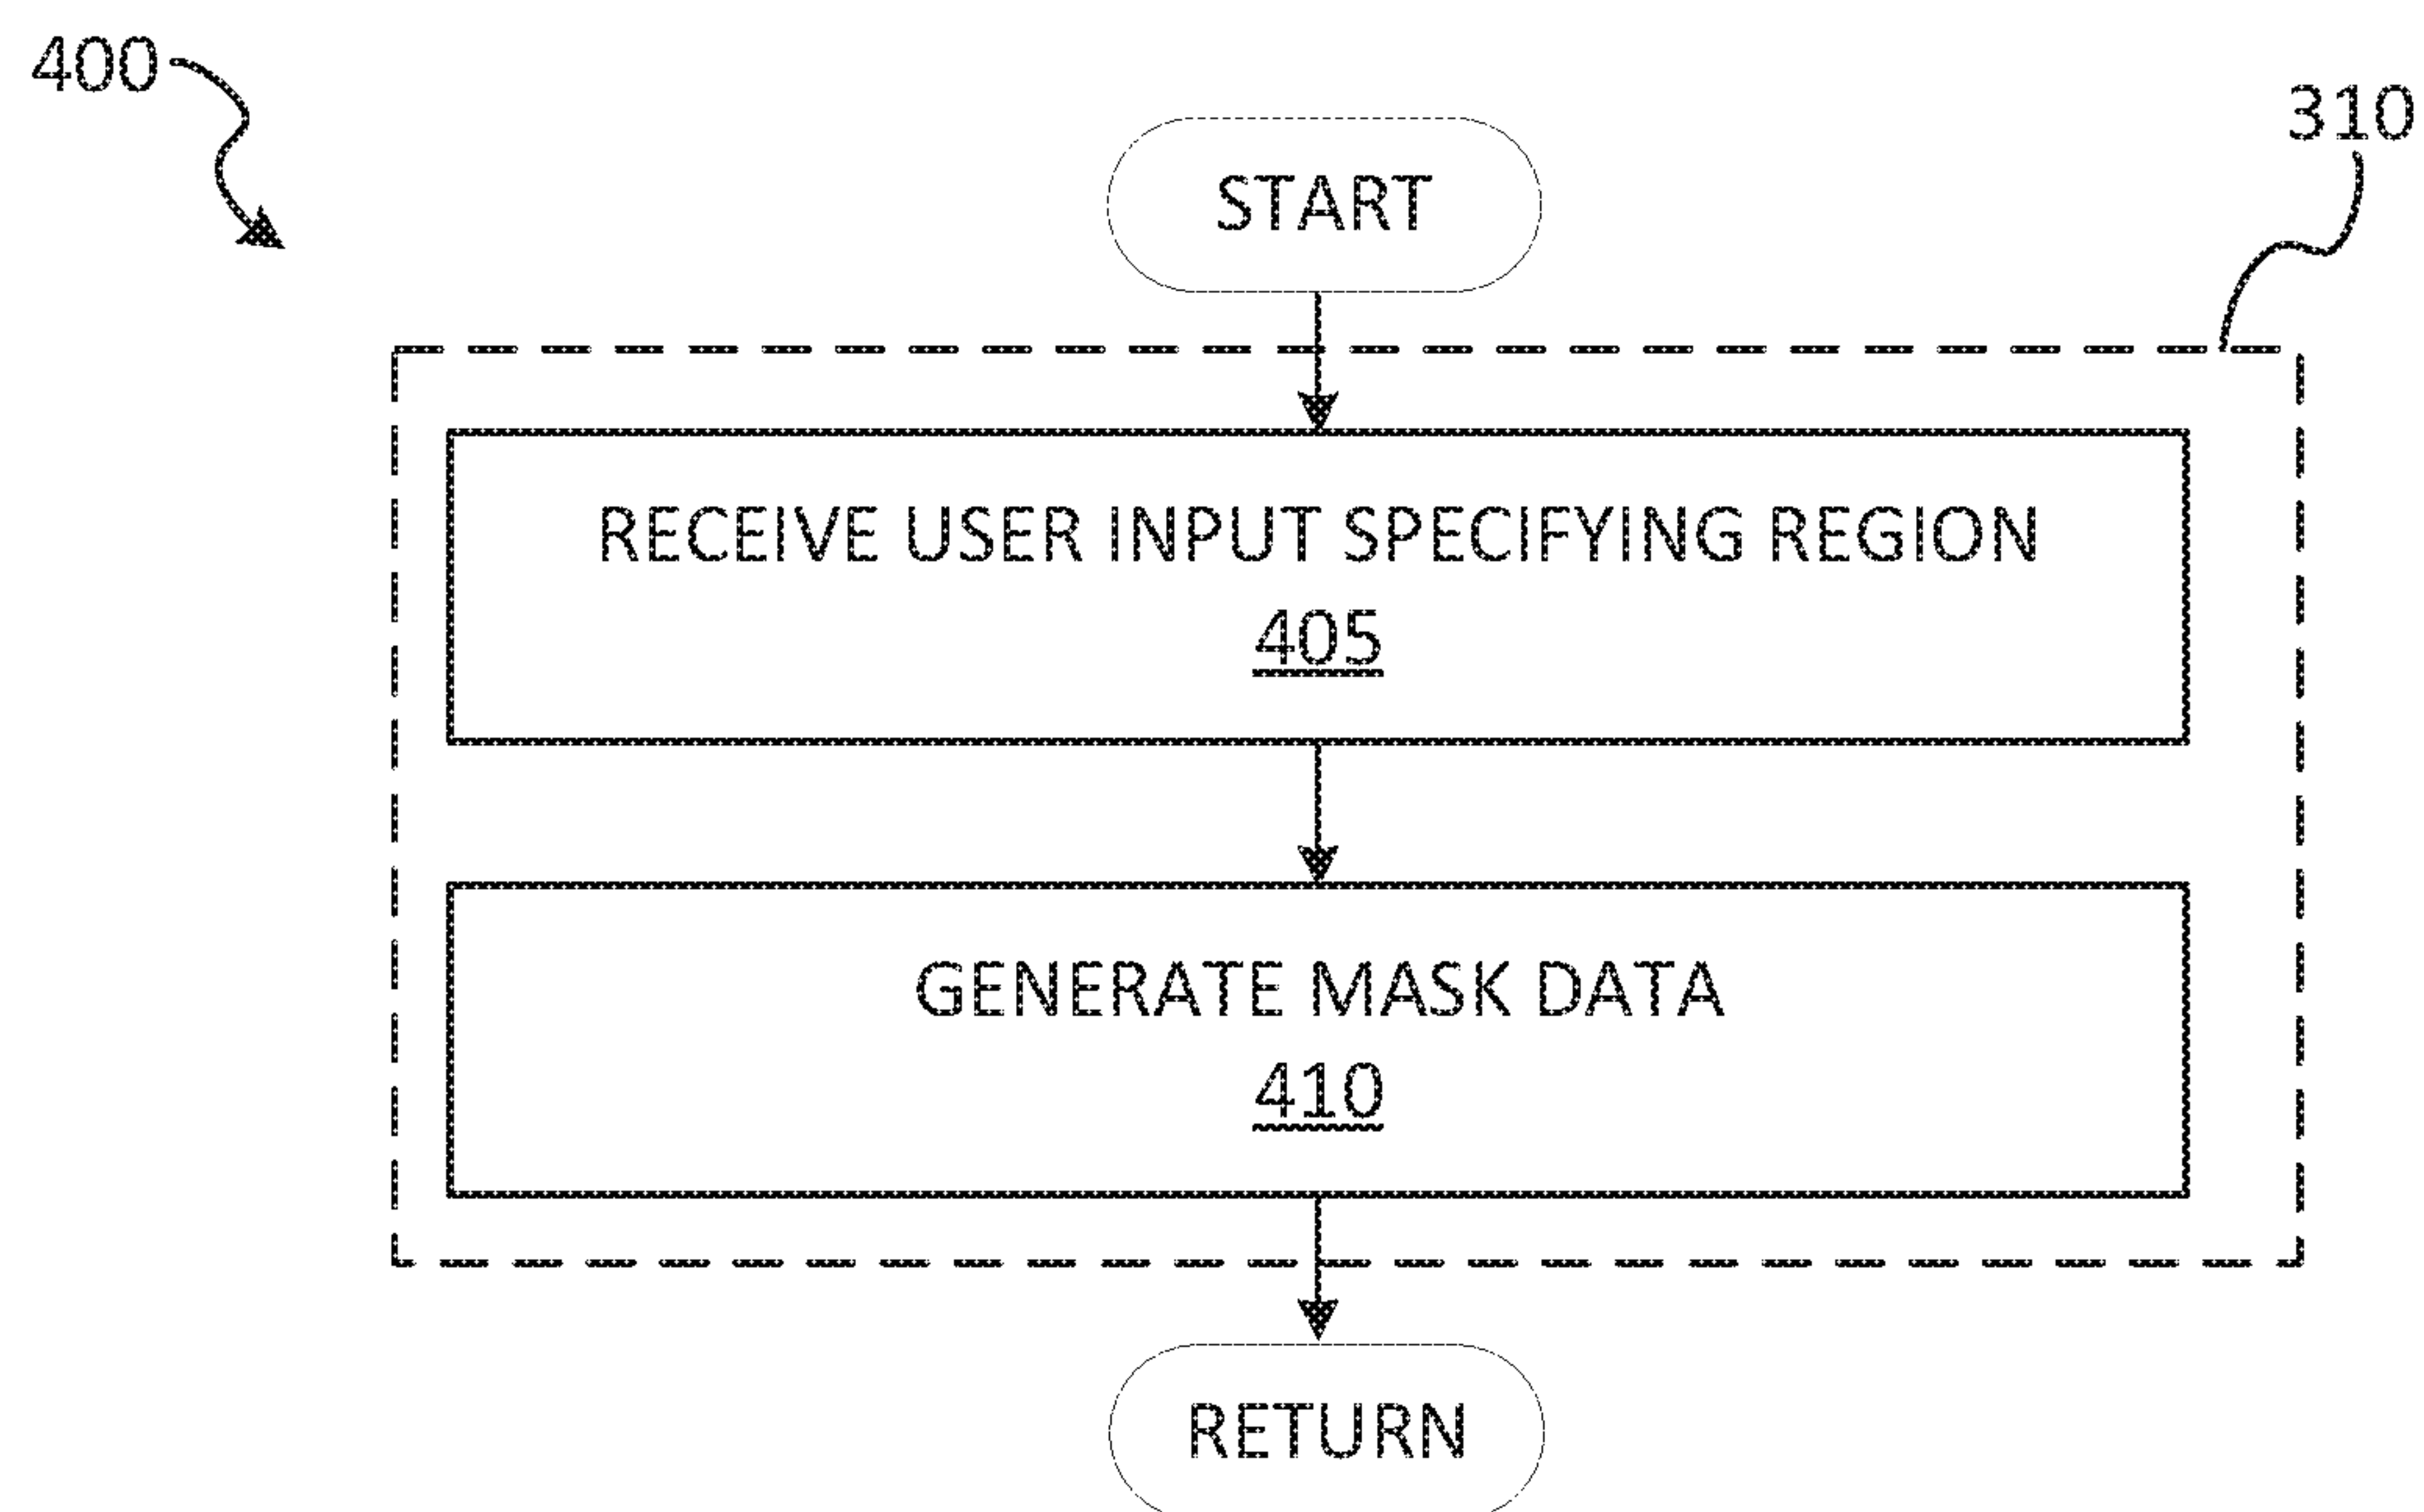 400
310
START
RECEIVE USER INPUT SPECIFYING REGION
405
GENERATE MASK DATA
410
RETURN